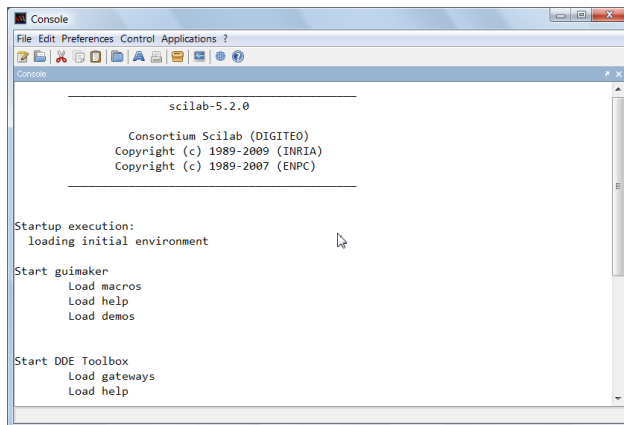 Console
File Edit Preferences Control Applications ?
Console
scilab-5.2.0
Consortium Scilab (DIGITEO)
Copyright (c) 1989-2009 (INRIA)
Copyright (c) 1989-2007 (ENPC)
Startup execution:
loading initial environment
Start guimaker
Load macros
Load help
Load demos
Start DDE Toolbox
Load gateways
Load help